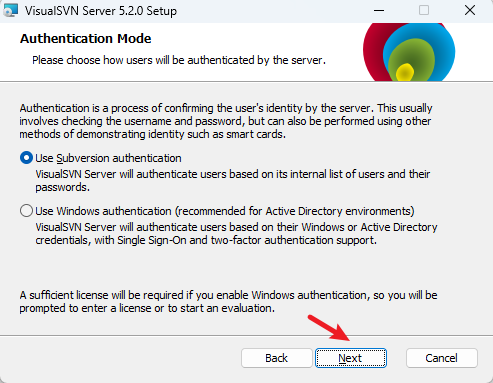 VisualSVN Server 5.2.0 Setup
Authentication Mode
Please choose how users will be authenticated by the server.
Authentication is a process of confirming the user's identity by the server. This usually
involves checking the username and password, but can also be performed using other
methods of demonstrating identity such as smart cards.
Use Subversion authentication
VisualSVN Server will authenticate users based on its internal list of users and their
passwords.
Use Windows authentication (recommended for Active Directory environments)
VisualSVN Server will authenticate users based on their Windows or Active Directory
credentials, with Single Sign-On and two-factor authentication support.
A sufficient license will be required if you enable Windows authentication, so you will be
prompted to enter a license or to start an evaluation.
Back Next Cancel